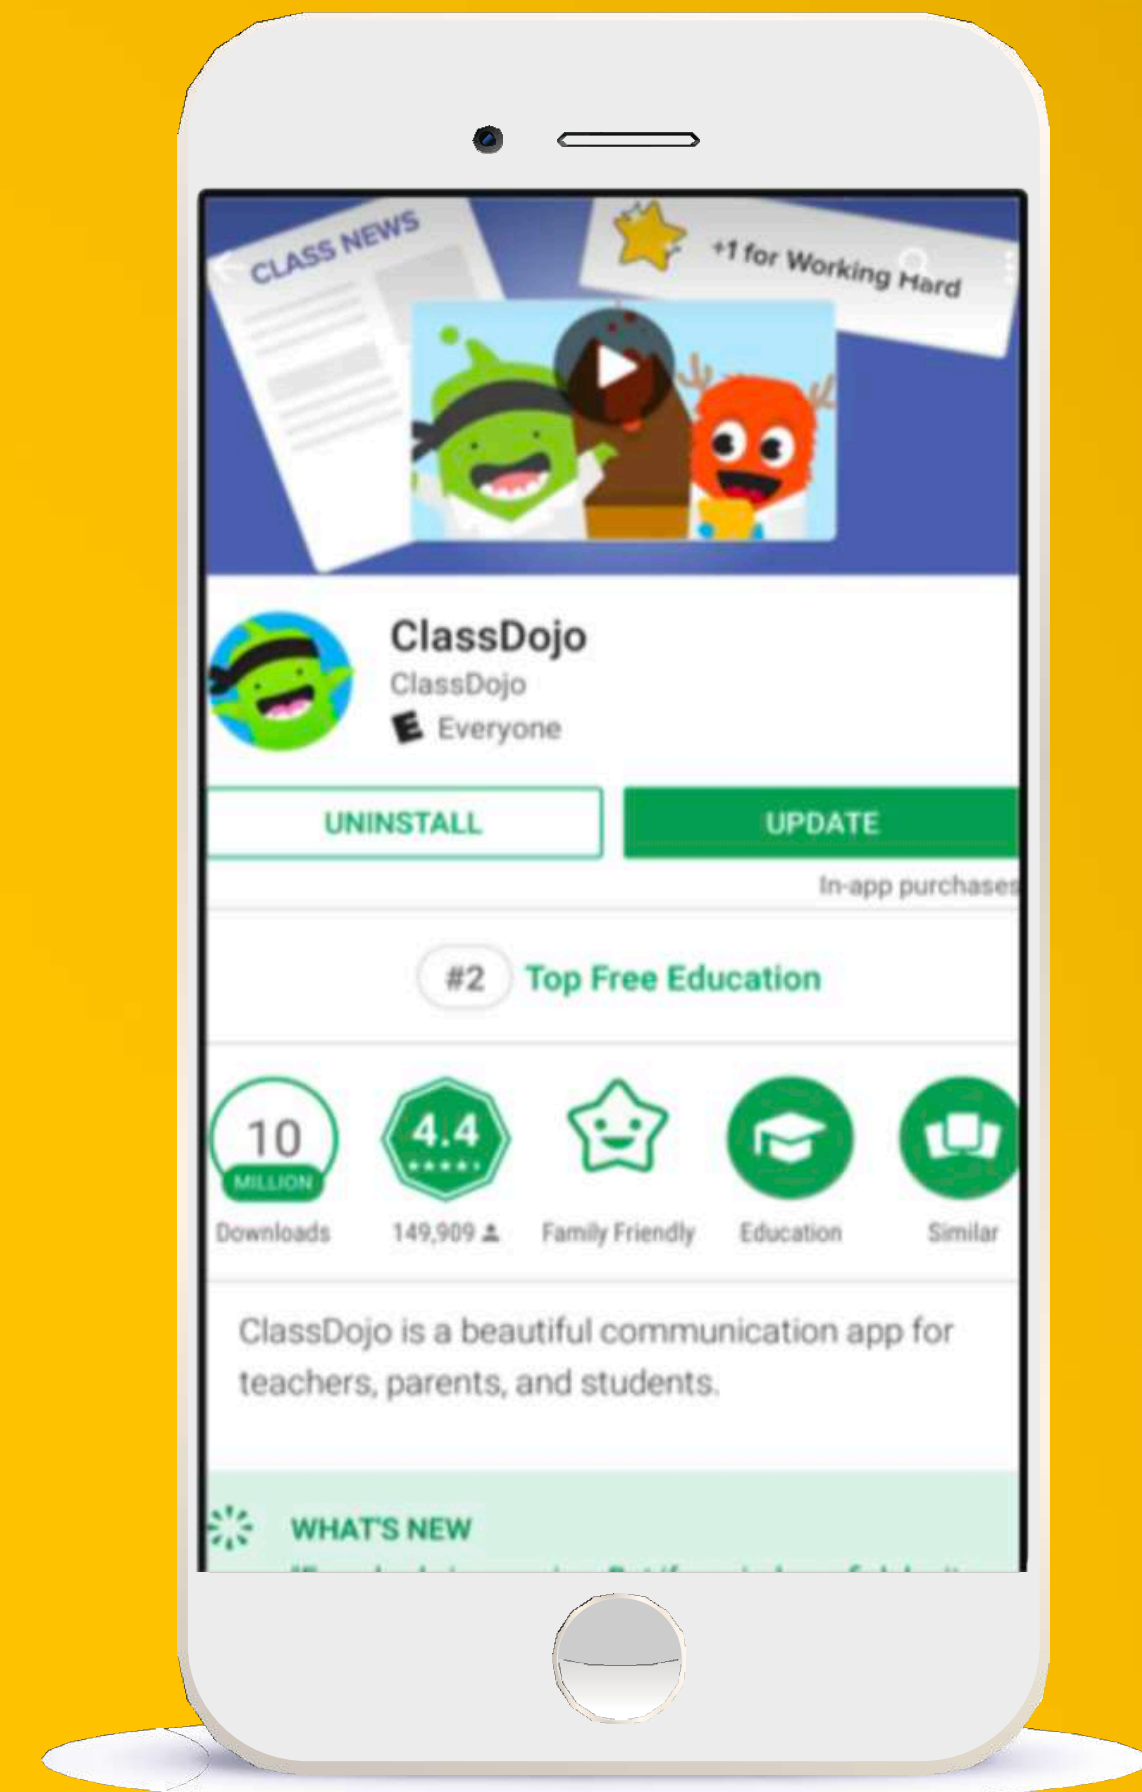 CLASS NEWS
+1 for Working Hard
ClassDojo
ClassDojo
E Everyone
UNINSTALL
UPDATE
In-app purchases
#2 Top Free Education
10
MILLION
4.4
Downloads
149,909
Family Friendly
Education
Similar
ClassDojo is a beautiful communication app for
teachers, parents, and students.
WHAT'S NEW